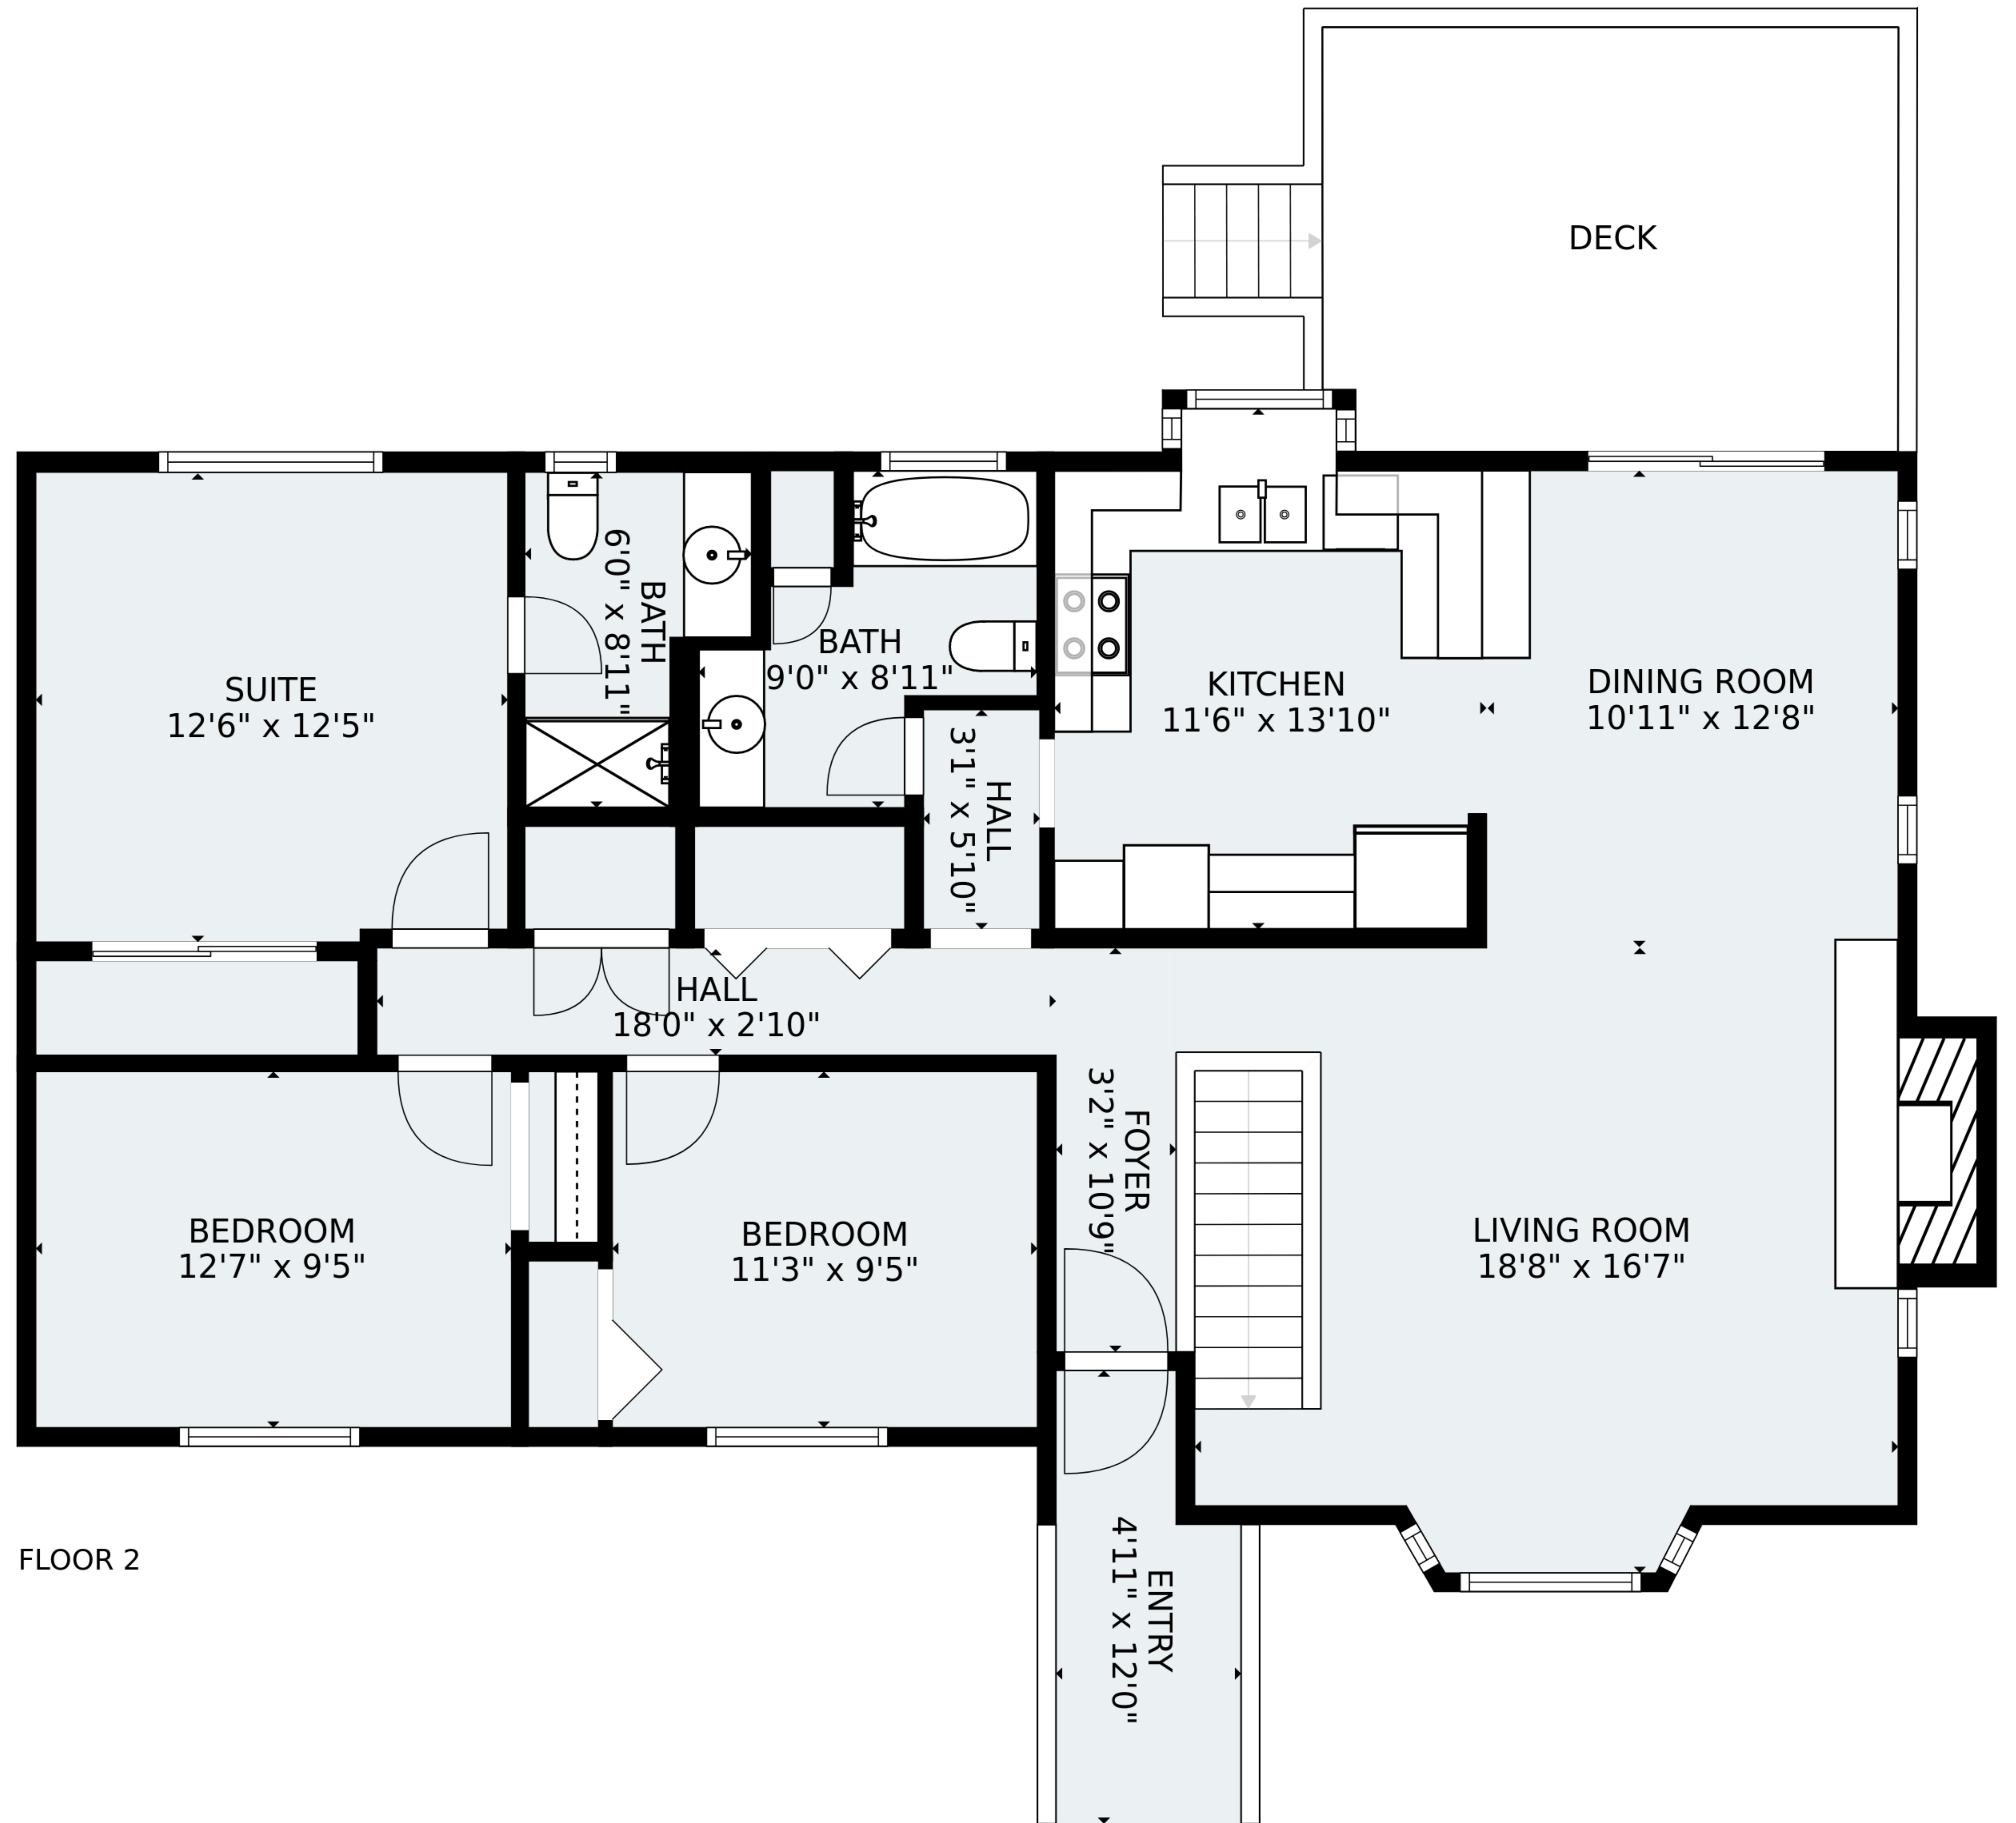 DECK
SUITE
12'6" x 12'5"
BATH
6'0" x 8'11"
BATH
9'0" x 8'11"
HALL
3'1" x 5'10"
KITCHEN
11'6" x 13'10"
DINING ROOM
10'11" x 12'8"
HALL
18'0" x 2'10"
BEDROOM
12'7" x 9'5"
BEDROOM
11'3" x 9'5"
FOYER
3'2" x 10'9"
LIVING ROOM
18'8" x 16'7"
ENTRY
4'11" x 12'0"
FLOOR 2